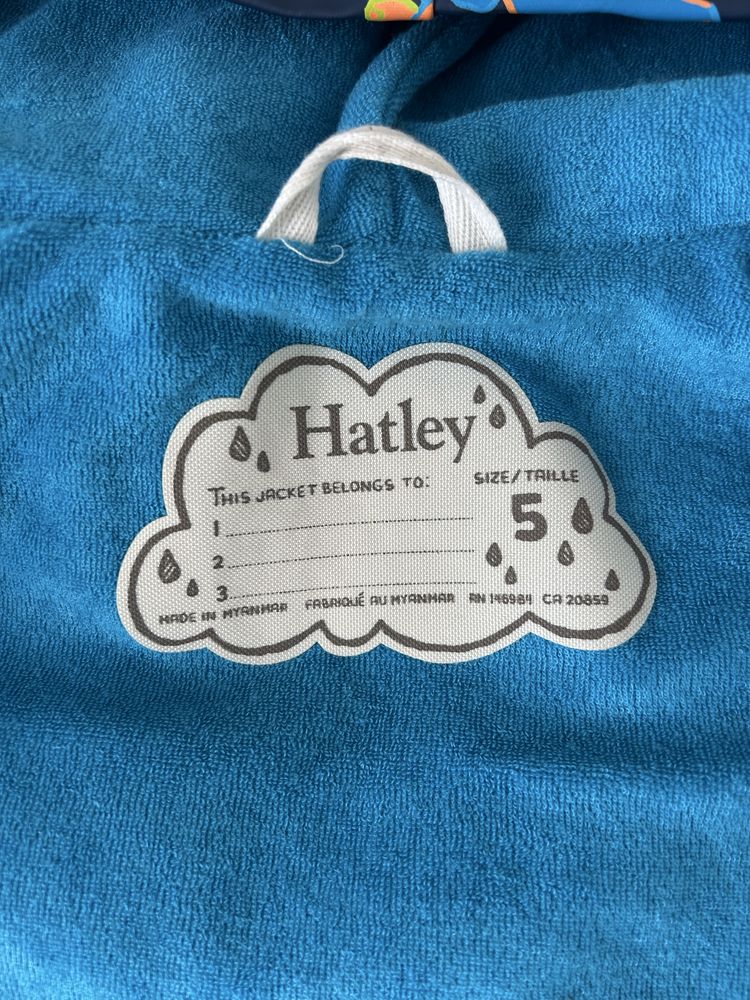 Hatley
THIS JACKET BELONGS TO:
SIZE/TAILLE
5
1
2
3
MADE IN MYANMAR FABRIQUÉ AU MYANMAR RN 146984 CA 20859